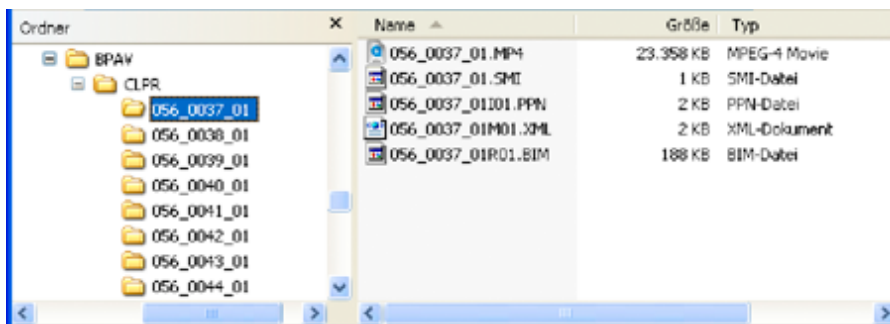 Ordner ×
BPAV
CLPR
056_0037_01
056_0038_01
056_0039_01
056_0040_01
056_0041_01
056_0042_01
056_0043_01
056_0044_01
Name Größe Typ
056_0037_01.MP4 23.358 KB MPEG-4 Movie
056_0037_01.SMI 1 KB SMI-Datei
056_0037_01I01.PPN 2 KB PPN-Datei
056_0037_01M01.XML 2 KB XML-Dokument
056_0037_01R01.BIM 188 KB BIM-Datei